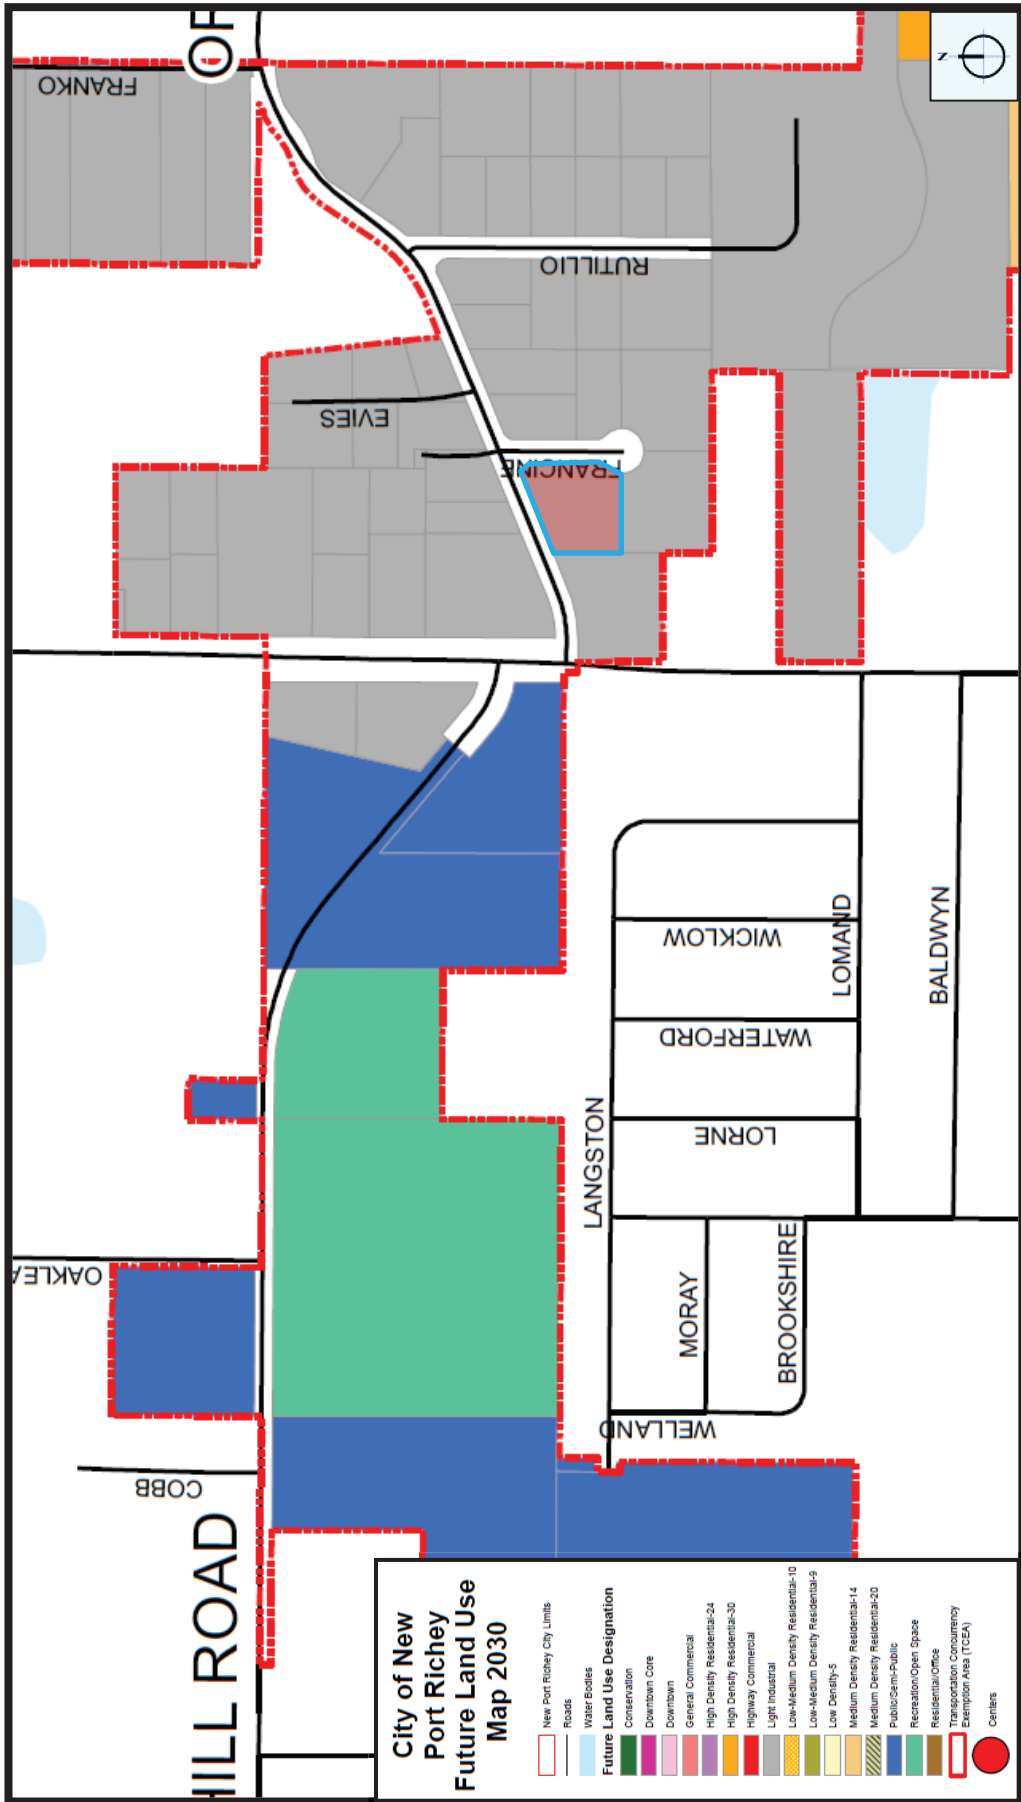 FRANKO
OF
RUTILLIO
EVIES
FRANCINE
WICKLOW
LOMAND
BALDWYN
WATERFORD
LORNE
LANGSTON
MORAY
BROOKSHIRE
WELLAND
OAKLEA
COBB
HILL ROAD
N
City of New
Port Richey
Future Land Use
Map 2030
New Port Richey City Limits
Roads
Water Bodies
Future Land Use Designation
Conservation
Downtown Core
Downtown
General Commercial
High Density Residential-24
High Density Residential-30
Highway Commercial
Light Industrial
Low-Medium Density Residential-10
Low-Medium Density Residential-9
Low Density-5
Medium Density Residential-14
Medium Density Residential-20
Public/Semi-Public
Recreation/Open Space
Residential/Office
Transportation Concurrency
Exemption Area (TCEA)
Centers